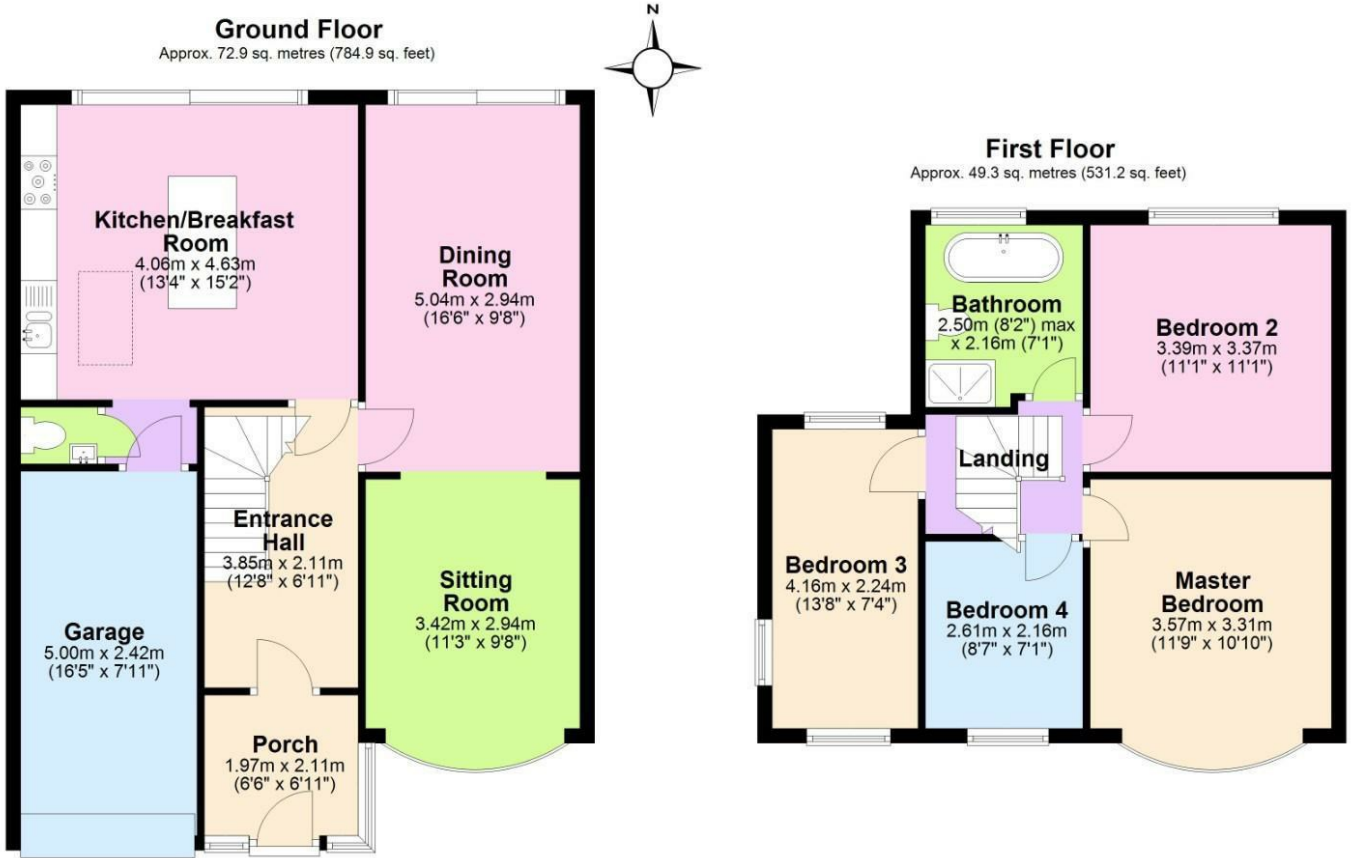 N
Ground Floor
Approx. 72.9 sq. metres (784.9 sq. feet)
Kitchen/Breakfast
Room
4.06m x 4.63m
(13'4" x 15'2")
Dining
Room
5.04m x 2.94m
(16'6" x 9'8")
Entrance
Hall
3.85m x 2.11m
(12'8" x 6'11")
Sitting
Room
3.42m x 2.94m
(11'3" x 9'8")
Garage
5.00m x 2.42m
(16'5" x 7'11")
Porch
1.97m x 2.11m
(6'6" x 6'11")
First Floor
Approx. 49.3 sq. metres (531.2 sq. feet)
Bathroom
2.50m (8'2") max
x 2.16m (7'1")
Bedroom 2
3.39m x 3.37m
(11'1" x 11'1")
Landing
Bedroom 3
4.16m x 2.24m
(13'8" x 7'4")
Bedroom 4
2.61m x 2.16m
(8'7" x 7'1")
Master
Bedroom
3.57m x 3.31m
(11'9" x 10'10")